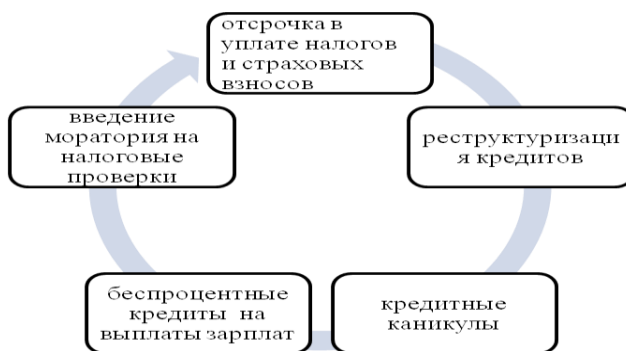 отсрочка в
уплате налогов
и страховых
взносов
реструктуризаци
я кредитов
кредитные
каникулы
беспроцентные
кредиты на
выплаты зарплат
введение
моратория на
налоговые
проверки